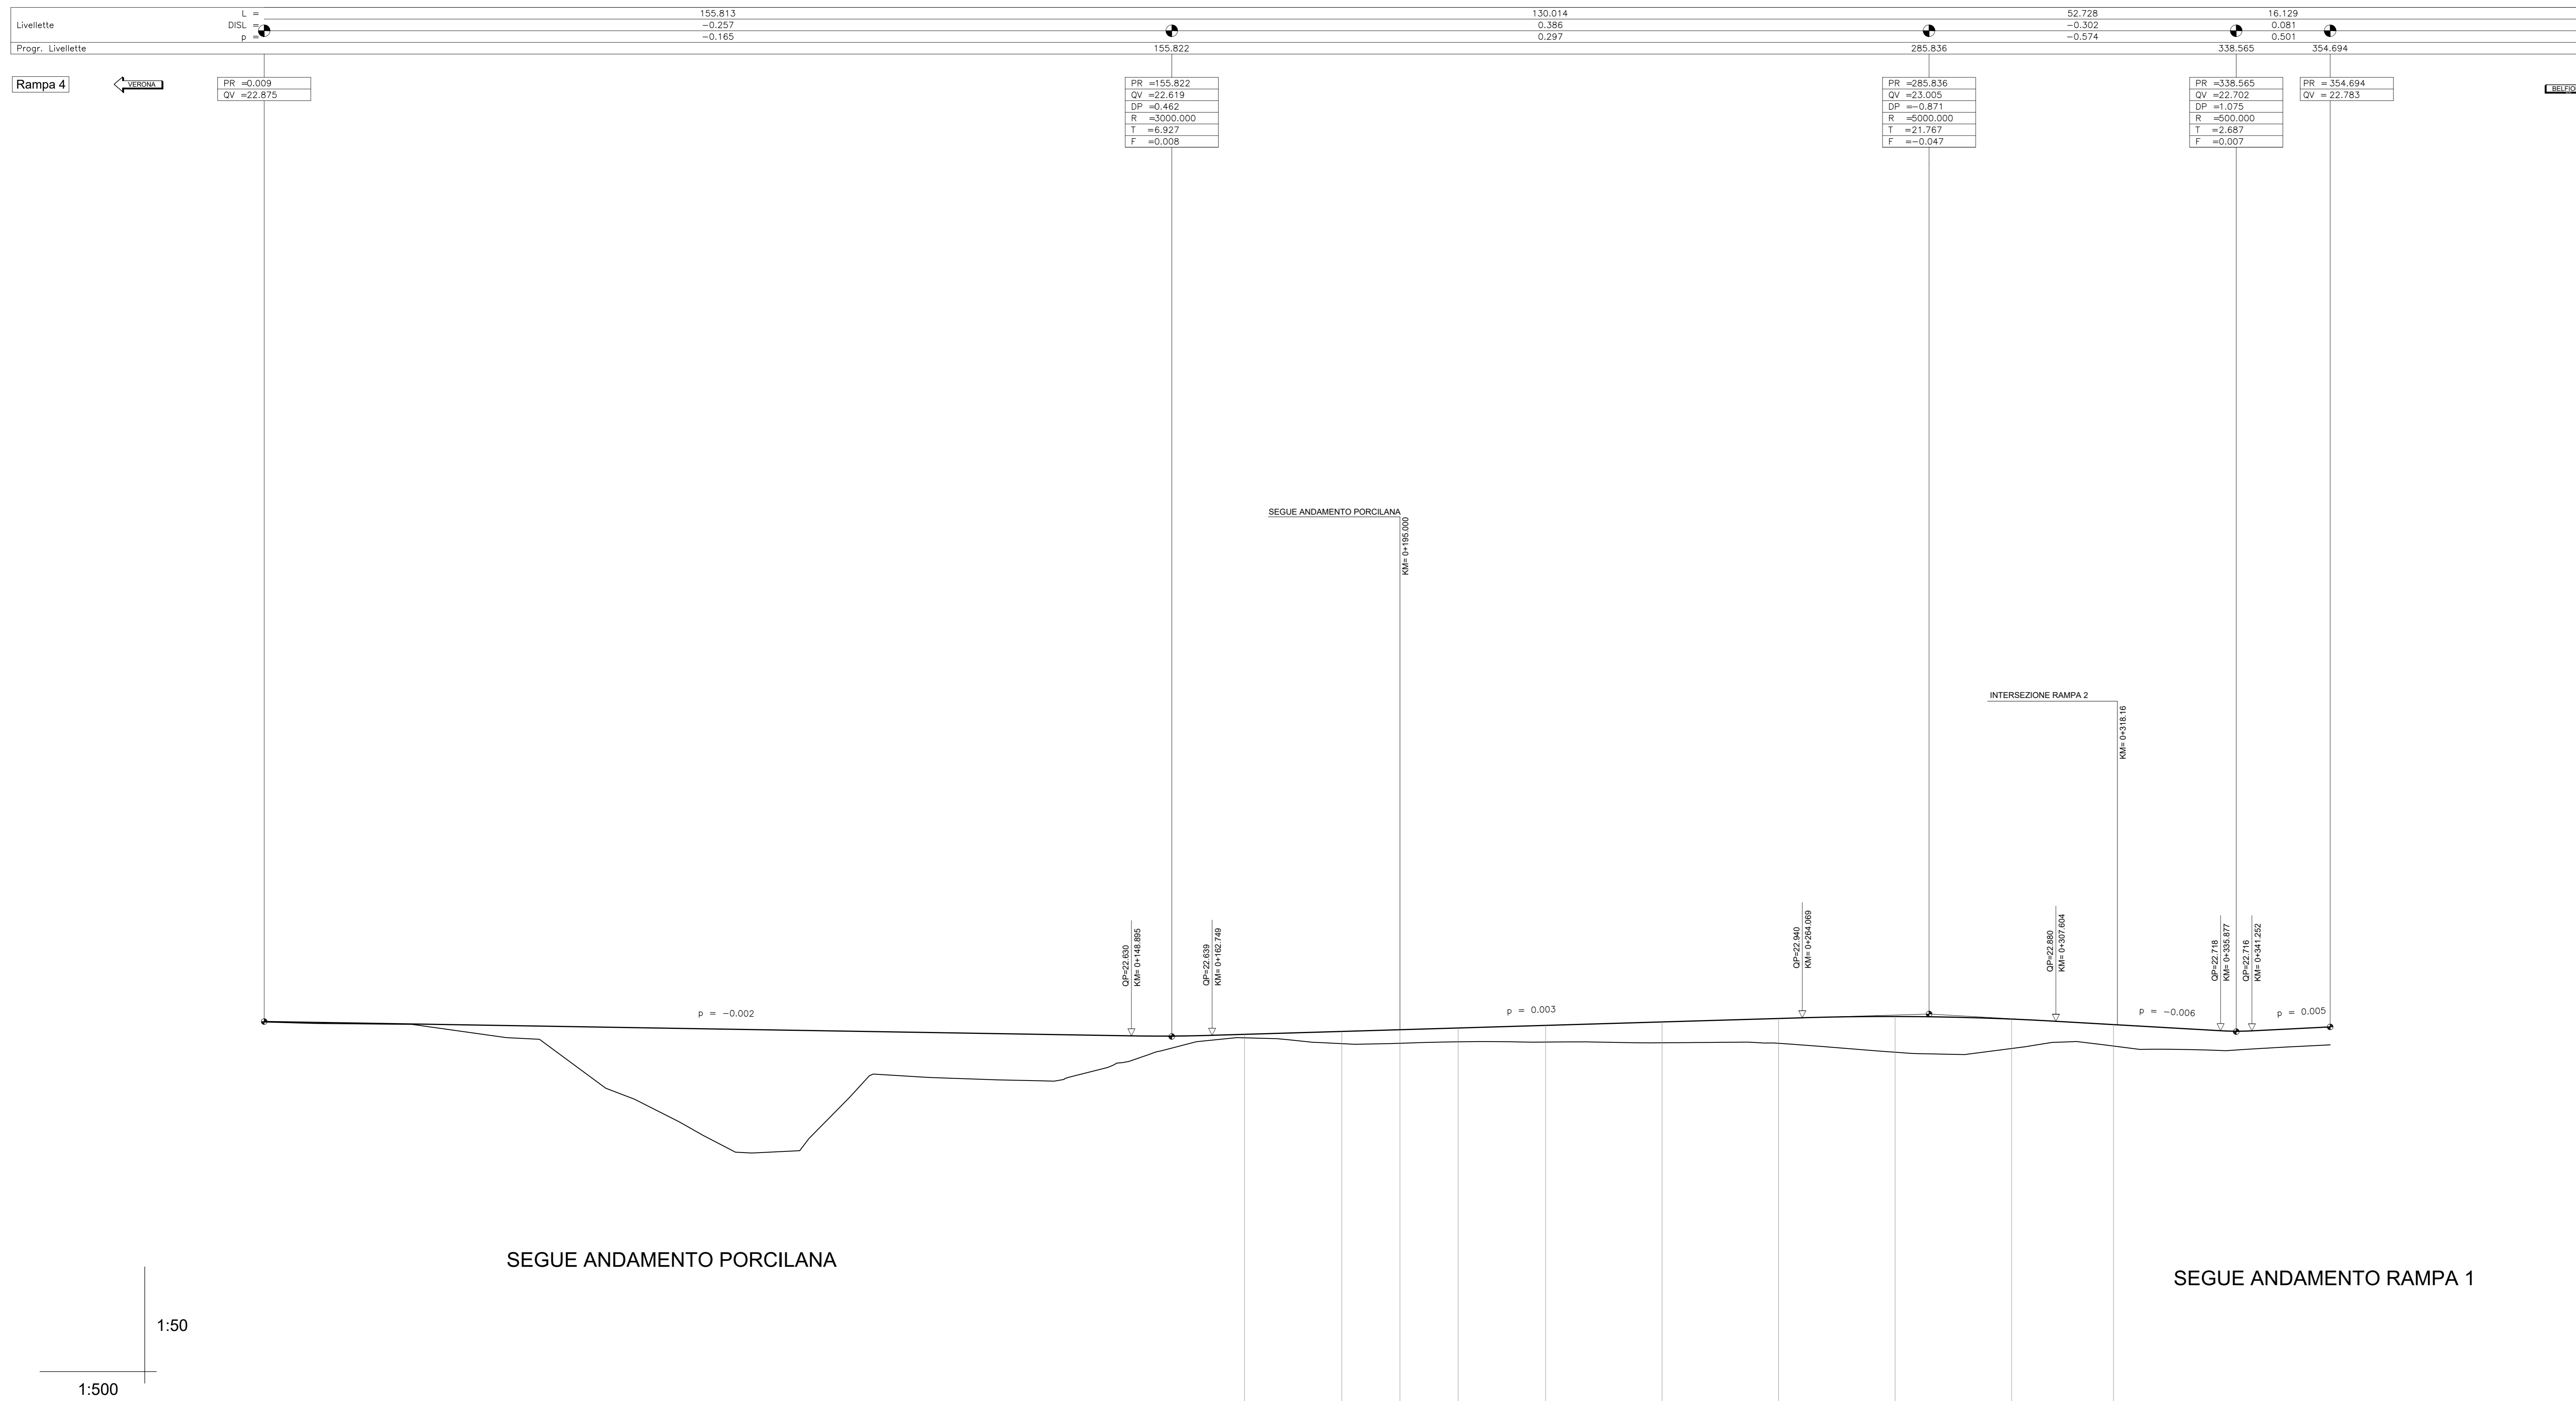 L = 155.813 130.014 52.728 16.129
Livellette DISL = -0.257 0.386 -0.302 0.081
p = -0.165 0.297 -0.574 0.501
Progr. Livellette 155.822 285.836 338.565 354.694
Rampa 4
VERONA
PR =0.009
QV =22.875
PR =155.822
QV =22.619
DP =0.462
R =3000.000
T =6.927
F =0.008
PR =285.836
QV =23.005
DP =-0.871
R =5000.000
T =21.767
F =-0.047
PR =338.565
QV =22.702
DP =1.075
R =500.000
T =2.687
F =0.007
PR = 354.694
QV = 22.783
SEGUE ANDAMENTO PORCILANA
KM= 0+195.000
INTERSEZIONE RAMPA 2
KM= 0+318.16
QP=22.630
KM= 0+148.895
QP=22.639
KM= 0+162.749
QP=22.940
KM= 0+264.069
QP=22.880
KM= 0+307.604
QP=22.718
KM= 0+335.877
QP=22.716
KM= 0+341.252
p = -0.002
p = 0.003
p = -0.006
p = 0.005
SEGUE ANDAMENTO PORCILANA
SEGUE ANDAMENTO RAMPA 1
1:50
1:500